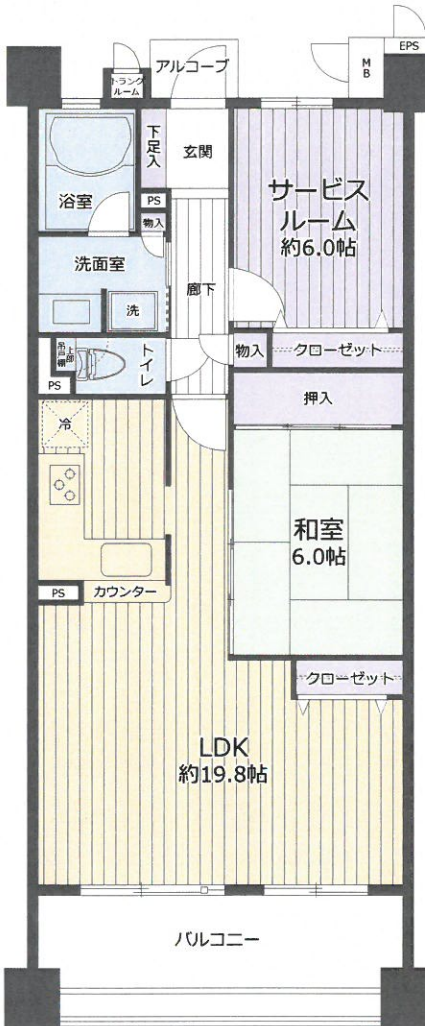 EPS
MB
アルコーブ
トランク
ルーム
下足入
玄関
サービス
ルーム
約6.0帖
浴室
PS
物入
洗面室
廊下
洗
吊戸棚
上部
トイレ
物入
クローゼット
PS
押入
冷
和室
6.0帖
PS
カウンター
クローゼット
LDK
約19.8帖
バルコニー